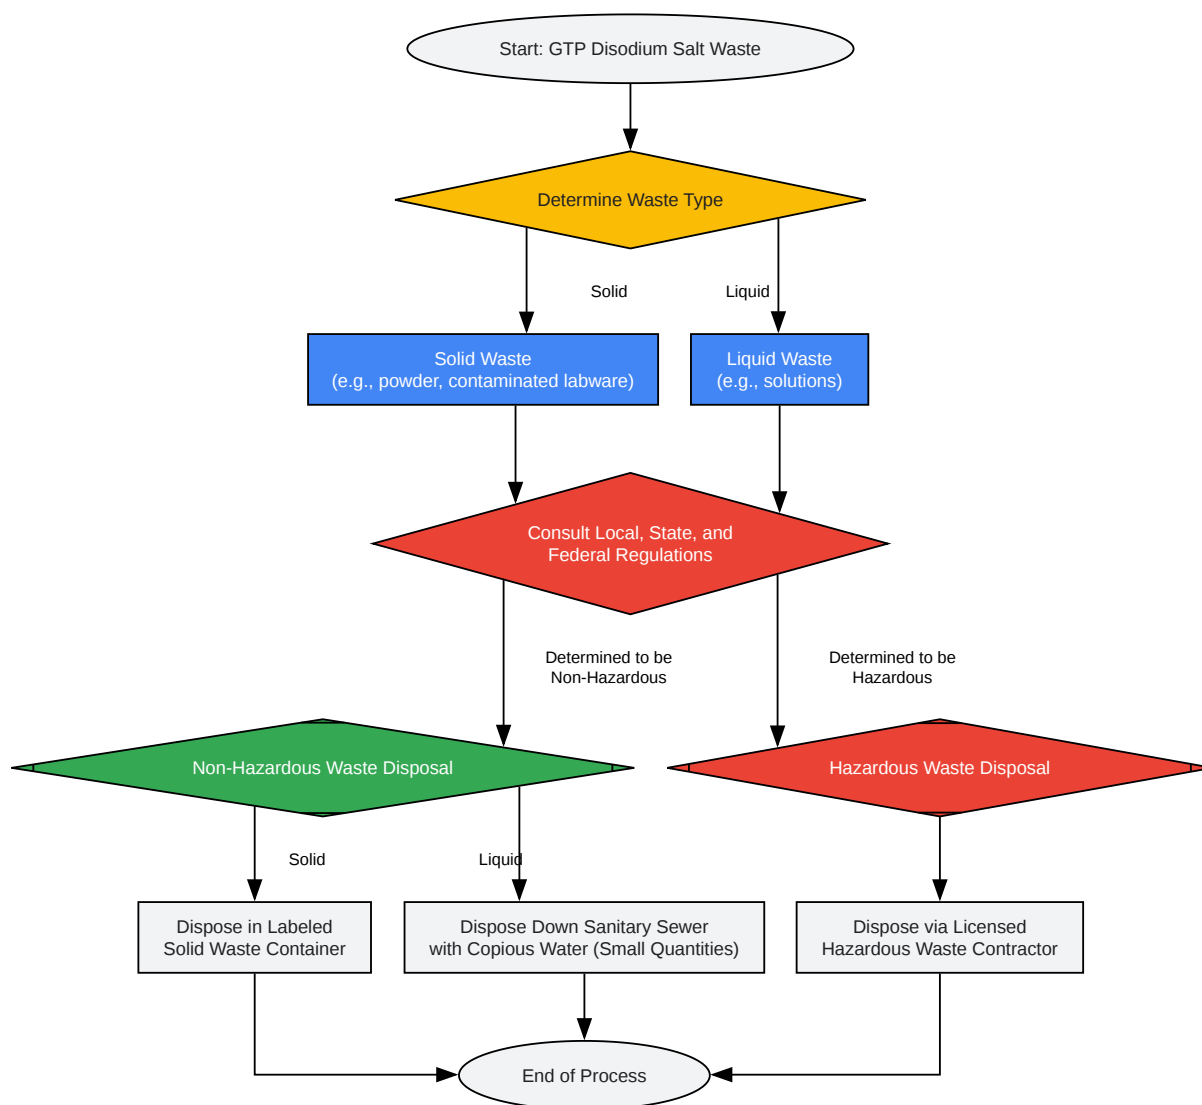 Start: GTP Disodium Salt Waste
Determine Waste Type
Solid
Liquid
Solid Waste
(e.g., powder, contaminated labware)
Liquid Waste
(e.g., solutions)
Consult Local, State, and
Federal Regulations
Determined to be
Non-Hazardous
Determined to be
Hazardous
Non-Hazardous Waste Disposal
Hazardous Waste Disposal
Solid
Liquid
Dispose in Labeled
Solid Waste Container
Dispose Down Sanitary Sewer
with Copious Water (Small Quantities)
Dispose via Licensed
Hazardous Waste Contractor
End of Process